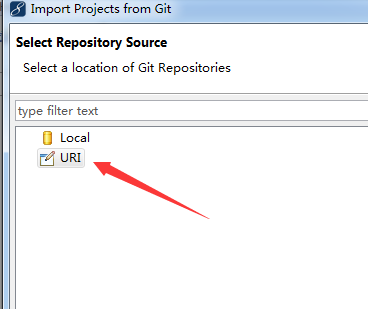 Import Projects from Git
Select Repository Source
Select a location of Git Repositories
type filter text
Local
URI